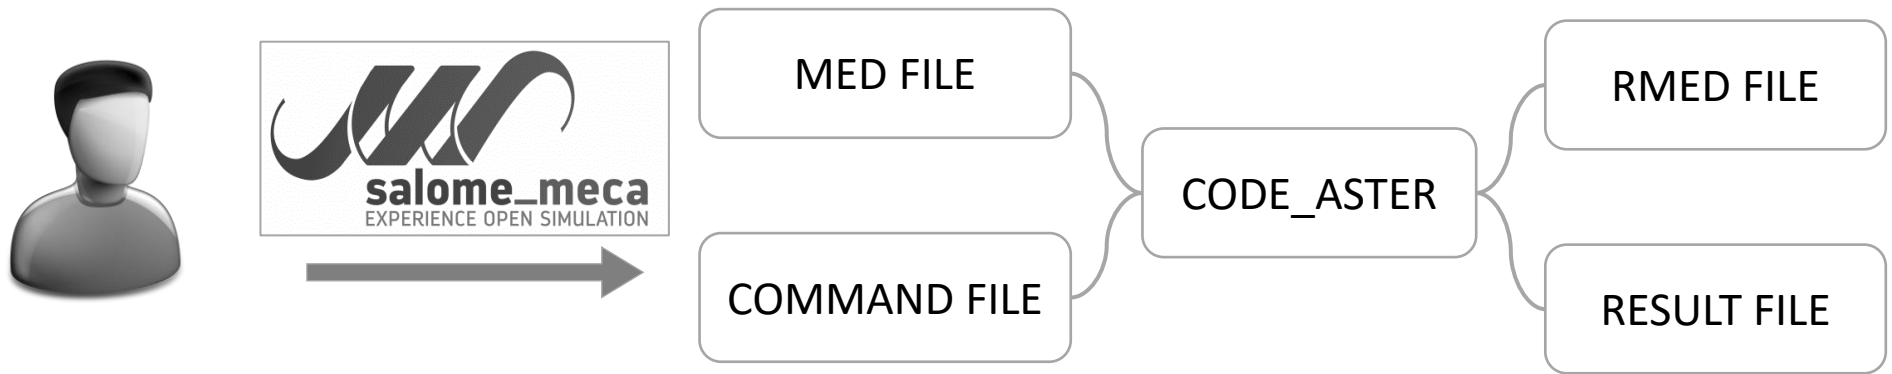 salome_meca
EXPERIENCE OPEN SIMULATION
MED FILE
COMMAND FILE
CODE_ASTER
RMED FILE
RESULT FILE